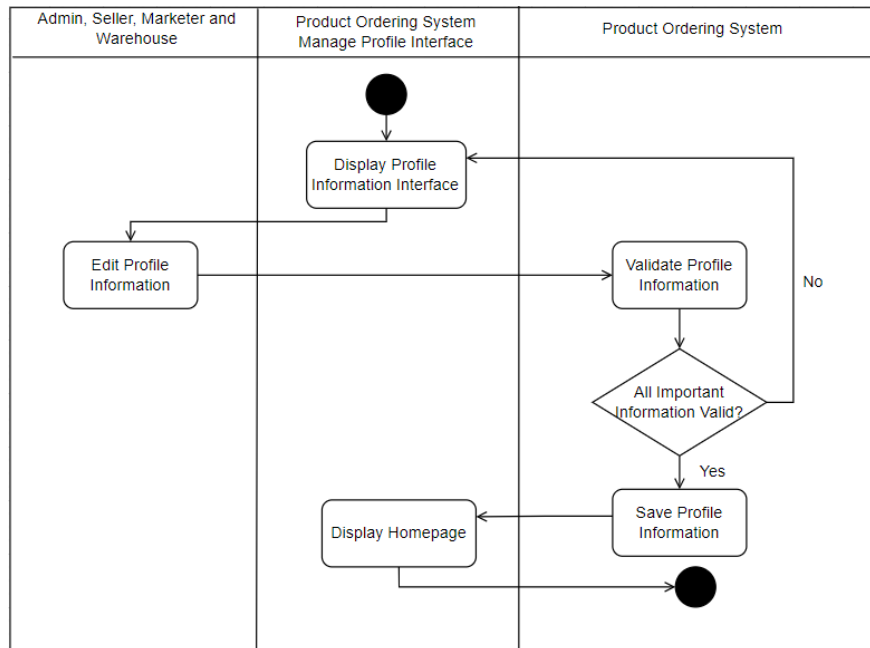 Admin, Seller, Marketer and
Warehouse
Product Ordering System
Manage Profile Interface
Product Ordering System
Display Profile
Information Interface
Edit Profile
Information
Validate Profile
Information
No
All Important
Information Valid?
Yes
Save Profile
Information
Display Homepage